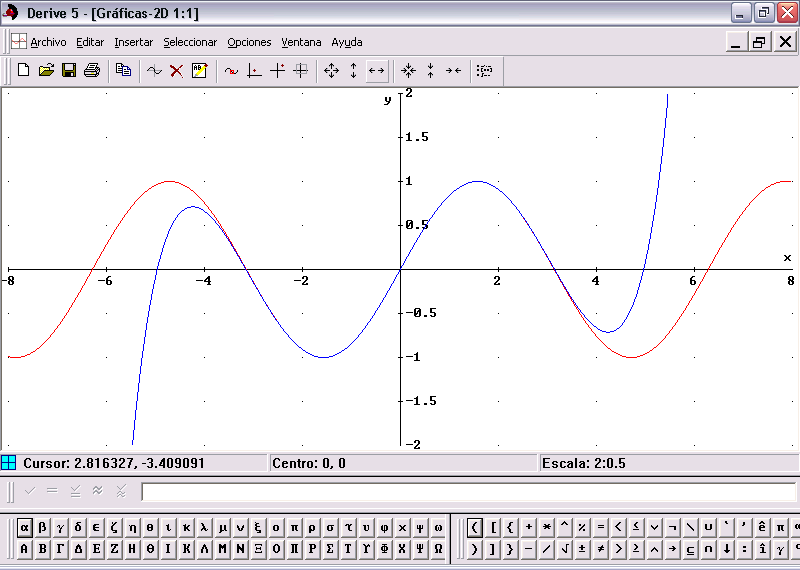 Derive 5 - [Gráficas-2D 1:1]
Archivo Editar Insertar Seleccionar Opciones Ventana Ayuda
y 2
1.5
1
0.5
x
-8 -6 -4 -2 2 4 6 8
-0.5
-1
-1.5
-2
Cursor: 2.816327, -3.409091 Centro: 0, 0 Escala: 2:0.5
α β γ δ ε ζ η θ ι κ λ μ ν ξ ο π ρ σ τ υ φ χ ψ ω ( [ { + * ^ % = < ≤ ∨ ¬ \ ∪ ` ' ê π
Α Β Γ Δ Ε Ζ Η Θ Ι Κ Λ Μ Ν Ξ Ο Π Ρ Σ Τ Υ Φ Χ Ψ Ω ) ] } - / √ ± ≠ > ≥ ∧ → ⊆ ∩ ↓ : î γ